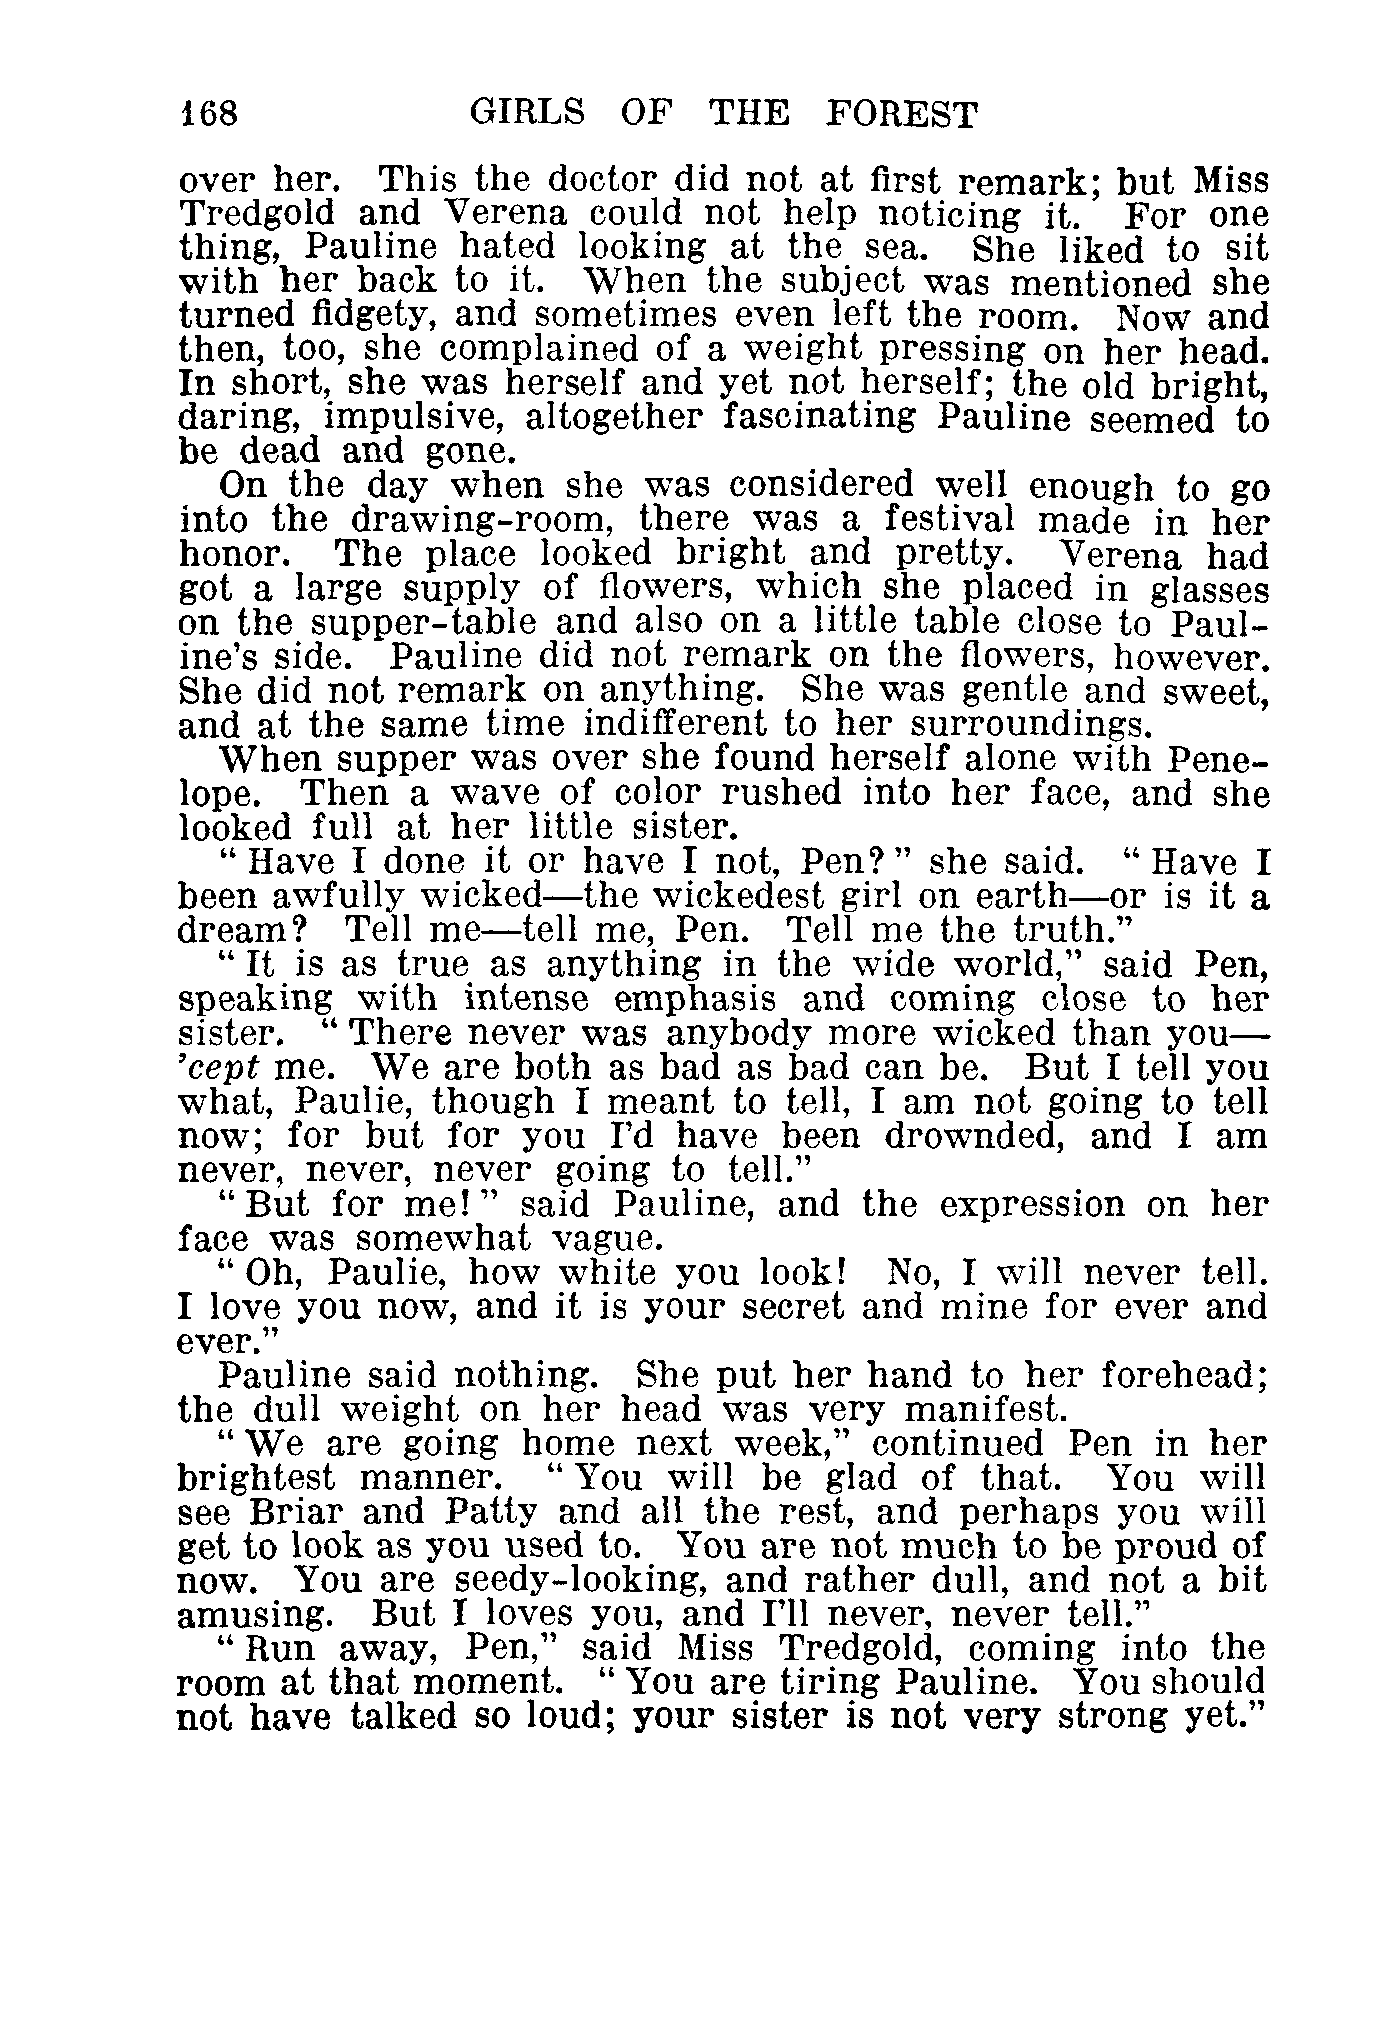 168 GIRLS OF THE FOREST
over her. This the doctor did not at first remark; but Miss
Tredgold and Verena could not help noticing it. For one
thing, Pauline hated looking at the sea. She liked to sit
with her back to it. When the subject was mentioned she
turned fidgety, and sometimes even left the room. Now and
then, too, she complained of a weight pressing on her head.
In short, she was herself and yet not herself; the old bright,
daring, impulsive, altogether fascinating Pauline seemed to
be dead and gone.
On the day when she was considered well enough to go
into the drawing-room, there was a festival made in her
honor. The place looked bright and pretty. Verena had
got a large supply of flowers, which she placed in glasses
on the supper-table and also on a little table close to Paul-
ine's side. Pauline did not remark on the flowers, however.
She did not remark on anything. She was gentle and sweet,
and at the same time indifferent to her surroundings.
When supper was over she found herself alone with Pene-
lope. Then a wave of color rushed into her face, and she
looked full at her little sister.
“Have I done it or have I not, Pen?” she said. “Have I
been awfully wicked—the wickedest girl on earth—or is it a
dream? Tell me—tell me, Pen. Tell me the truth.”
“It is as true as anything in the wide world,” said Pen,
speaking with intense emphasis and coming close to her
sister. “There never was anybody more wicked than you—
’cept me. We are both as bad as bad can be. But I tell you
what, Paulie, though I meant to tell, I am not going to tell
now; for but for you I’d have been drownded, and I am
never, never, never going to tell.”
“But for me!” said Pauline, and the expression on her
face was somewhat vague.
“Oh, Paulie, how white you look! No, I will never tell.
I love you now, and it is your secret and mine for ever and
ever.”
Pauline said nothing. She put her hand to her forehead;
the dull weight on her head was very manifest.
“We are going home next week,” continued Pen in her
brightest manner. “You will be glad of that. You will
see Briar and Patty and all the rest, and perhaps you will
get to look as you used to. You are not much to be proud of
now. You are seedy-looking, and rather dull, and not a bit
amusing. But I loves you, and I’ll never, never tell.”
“Run away, Pen,” said Miss Tredgold, coming into the
room at that moment. “You are tiring Pauline. You should
not have talked so loud; your sister is not very strong yet.”